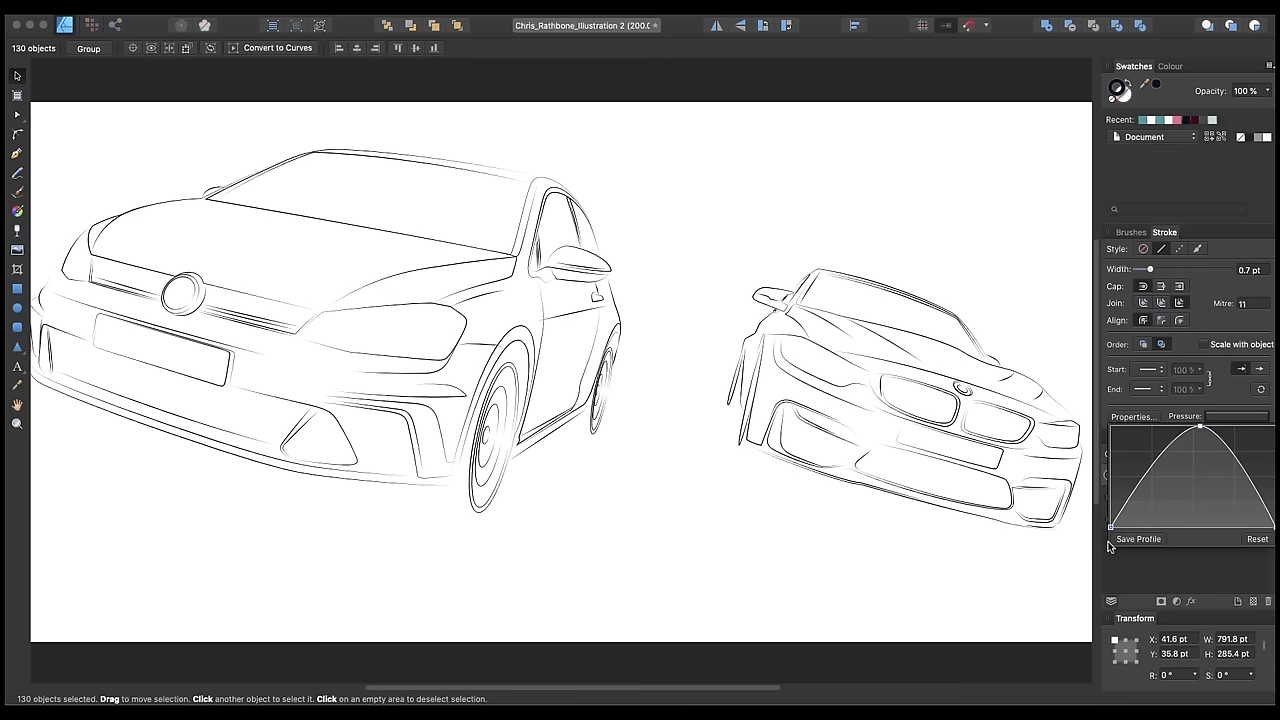 Chris_Rathbone_Illustration 2 (200.0
130 objects
Group
Convert to Curves
Swatches
Colour
Opacity:
100 %
Recent:
Document
Brushes
Stroke
Style:
Width:
0.7 pt
Cap:
Join:
Mitre:
11
Align:
Order:
Scale with object
Start:
100 %
End:
100 %
Properties...
Pressure:
Save Profile
Reset
fx
Transform
X:
41.6 pt
W:
791.8 pt
Y:
35.8 pt
H:
285.4 pt
R:
0 °
S:
0 °
130 objects selected. Drag to move selection. Click another object to select it. Click on an empty area to deselect selection.